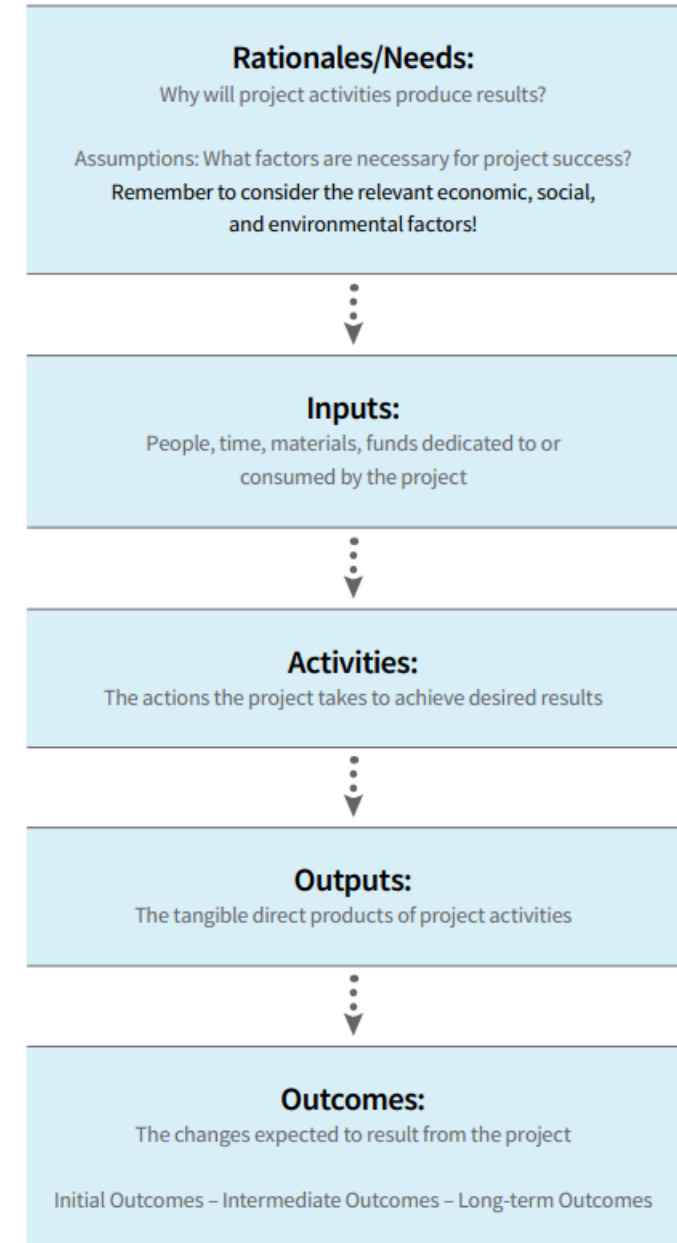 Rationales/Needs:
Why will project activities produce results?
Assumptions: What factors are necessary for project success?
Remember to consider the relevant economic, social,
and environmental factors!
Inputs:
People, time, materials, funds dedicated to or
consumed by the project
Activities:
The actions the project takes to achieve desired results
Outputs:
The tangible direct products of project activities
Outcomes:
The changes expected to result from the project
Initial Outcomes – Intermediate Outcomes – Long-term Outcomes